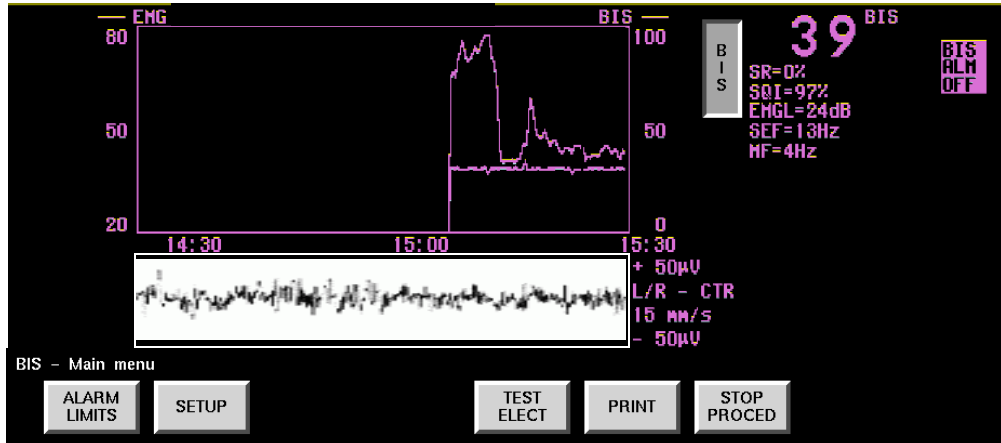 EMG
BIS
80
100
50
50
20
0
14:30
15:00
15:30
B
I
S
39
BIS
BIS
ALM
OFF
SR=0%
SQI=97%
EMGL=24dB
SEF=13Hz
MF=4Hz
+ 50µV
L/R - CTR
15 mm/s
- 50µV
BIS - Main menu
ALARM
LIMITS
SETUP
TEST
ELECT
PRINT
STOP
PROCED